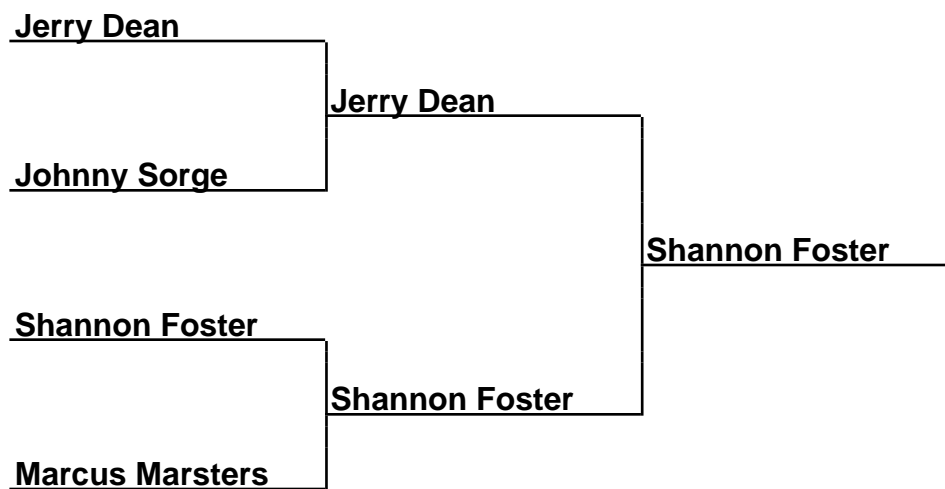 Jerry Dean
Jerry Dean
Johnny Sorge
Shannon Foster
Shannon Foster
Shannon Foster
Marcus Marsters